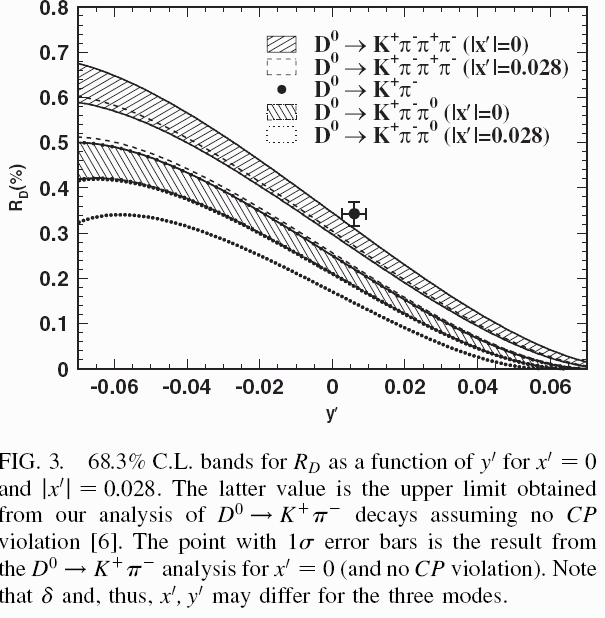 0.8
0.7
0.6
0.5
0.4
0.3
0.2
0.1
0
R_D(%)
D⁰ → K⁺π⁻π⁺π⁻ (|x′|=0)
D⁰ → K⁺π⁻π⁺π⁻ (|x′|=0.028)
D⁰ → K⁺π⁻
D⁰ → K⁺π⁻π⁰ (|x′|=0)
D⁰ → K⁺π⁻π⁰ (|x′|=0.028)
-0.06 -0.04 -0.02 0 0.02 0.04 0.06
y′
FIG. 3. 68.3% C.L. bands for R_D as a function of y′ for x′ = 0
and |x′| = 0.028. The latter value is the upper limit obtained
from our analysis of D⁰ → K⁺π⁻ decays assuming no CP
violation [6]. The point with 1σ error bars is the result from
the D⁰ → K⁺π⁻ analysis for x′ = 0 (and no CP violation). Note
that δ and, thus, x′, y′ may differ for the three modes.